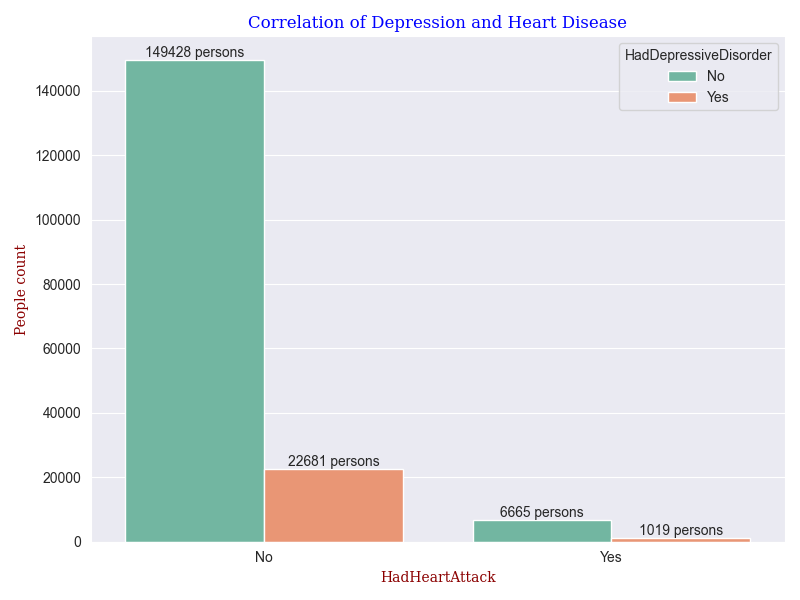 Correlation of Depression and Heart Disease
149428 persons
HadDepressiveDisorder
No
Yes
140000
120000
100000
80000
60000
40000
20000
0
People count
22681 persons
6665 persons
1019 persons
No
Yes
HadHeartAttack